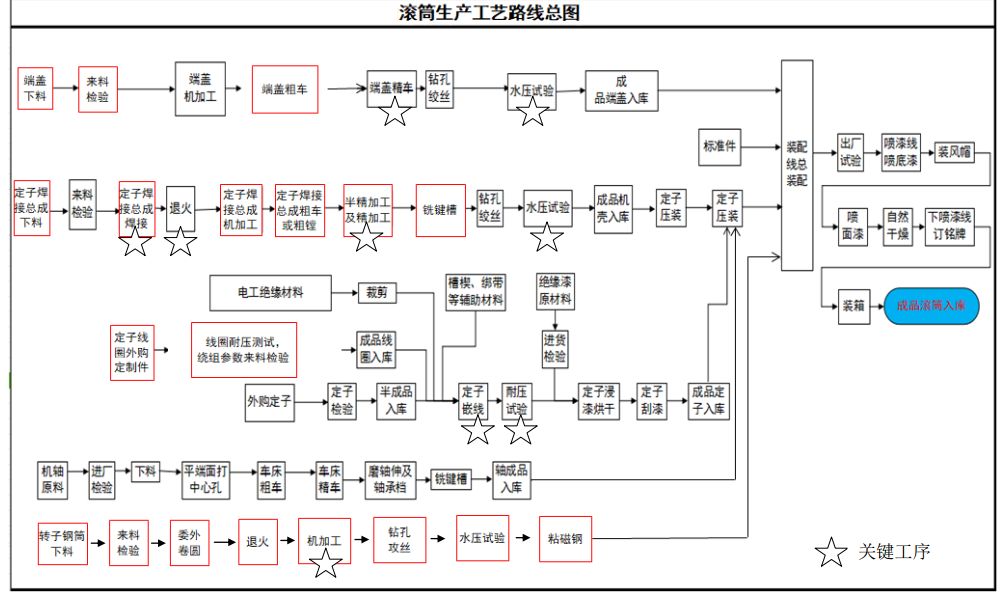 滚筒生产工艺路线总图
端盖
下料
来料
检验
端盖
机加工
端盖粗车
端盖精车
钻孔
绞丝
水压试验
成
品端盖入库
标准件
装配
线总
装配
出厂
试验
喷漆线
喷底漆
装风帽
定子焊
接总成
下料
来料
检验
定子焊
接总成
焊接
退火
定子焊
接总成
机加工
定子焊接
总成粗车
或粗镗
半精加工
及精加工
铣键槽
钻孔
绞丝
水压试验
成品机
壳入库
定子
压装
定子
压装
喷
面漆
自然
干燥
下喷漆线
订铭牌
电工绝缘材料
裁剪
槽楔、绑带
等辅助材料
绝缘漆
原材料
装箱
成品滚筒入库
定子线
圈外购
定制件
线圈耐压测试，
绕组参数来料检验
成品线
圈入库
进货
检验
外购定子
定子
检验
半成品
入库
定子
嵌线
耐压
试验
定子浸
漆烘干
定子
刮漆
成品定
子入库
机轴
原料
进厂
检验
下料
平端面打
中心孔
车床
粗车
车床
精车
磨轴伸及
轴承档
铣键槽
轴成品
入库
转子钢筒
下料
来料
检验
委外
卷圆
退火
机加工
钻孔
攻丝
水压试验
粘磁钢
关键工序